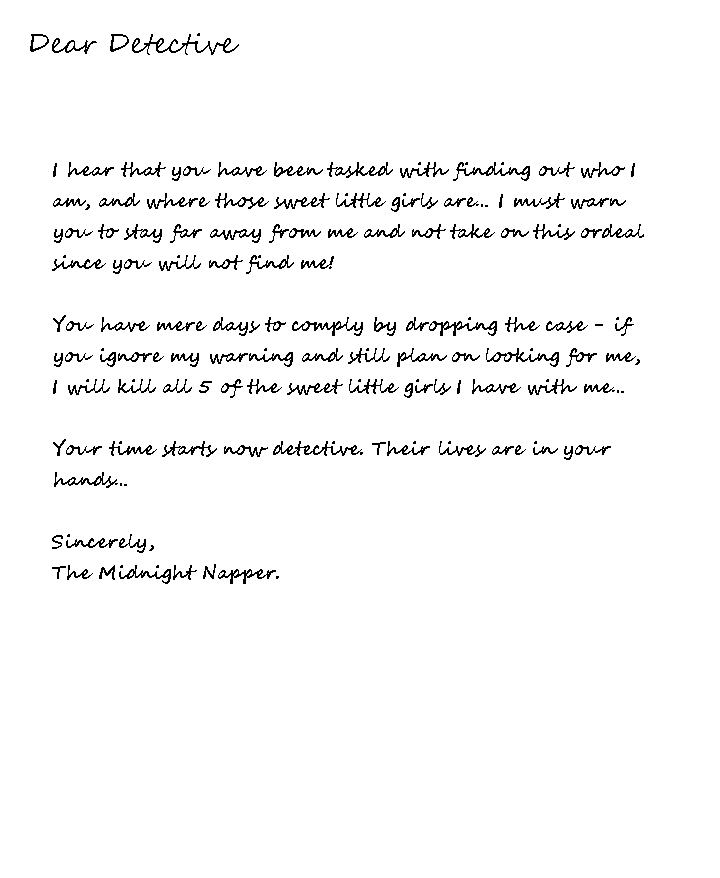 Dear Detective
I hear that you have been tasked with finding out who I
am, and where those sweet little girls are... I must warn
you to stay far away from me and not take on this ordeal
since you will not find me!
You have mere days to comply by dropping the case - if
you ignore my warning and still plan on looking for me,
I will kill all 5 of the sweet little girls I have with me...
Your time starts now detective. Their lives are in your
hands...
Sincerely,
The Midnight Napper.